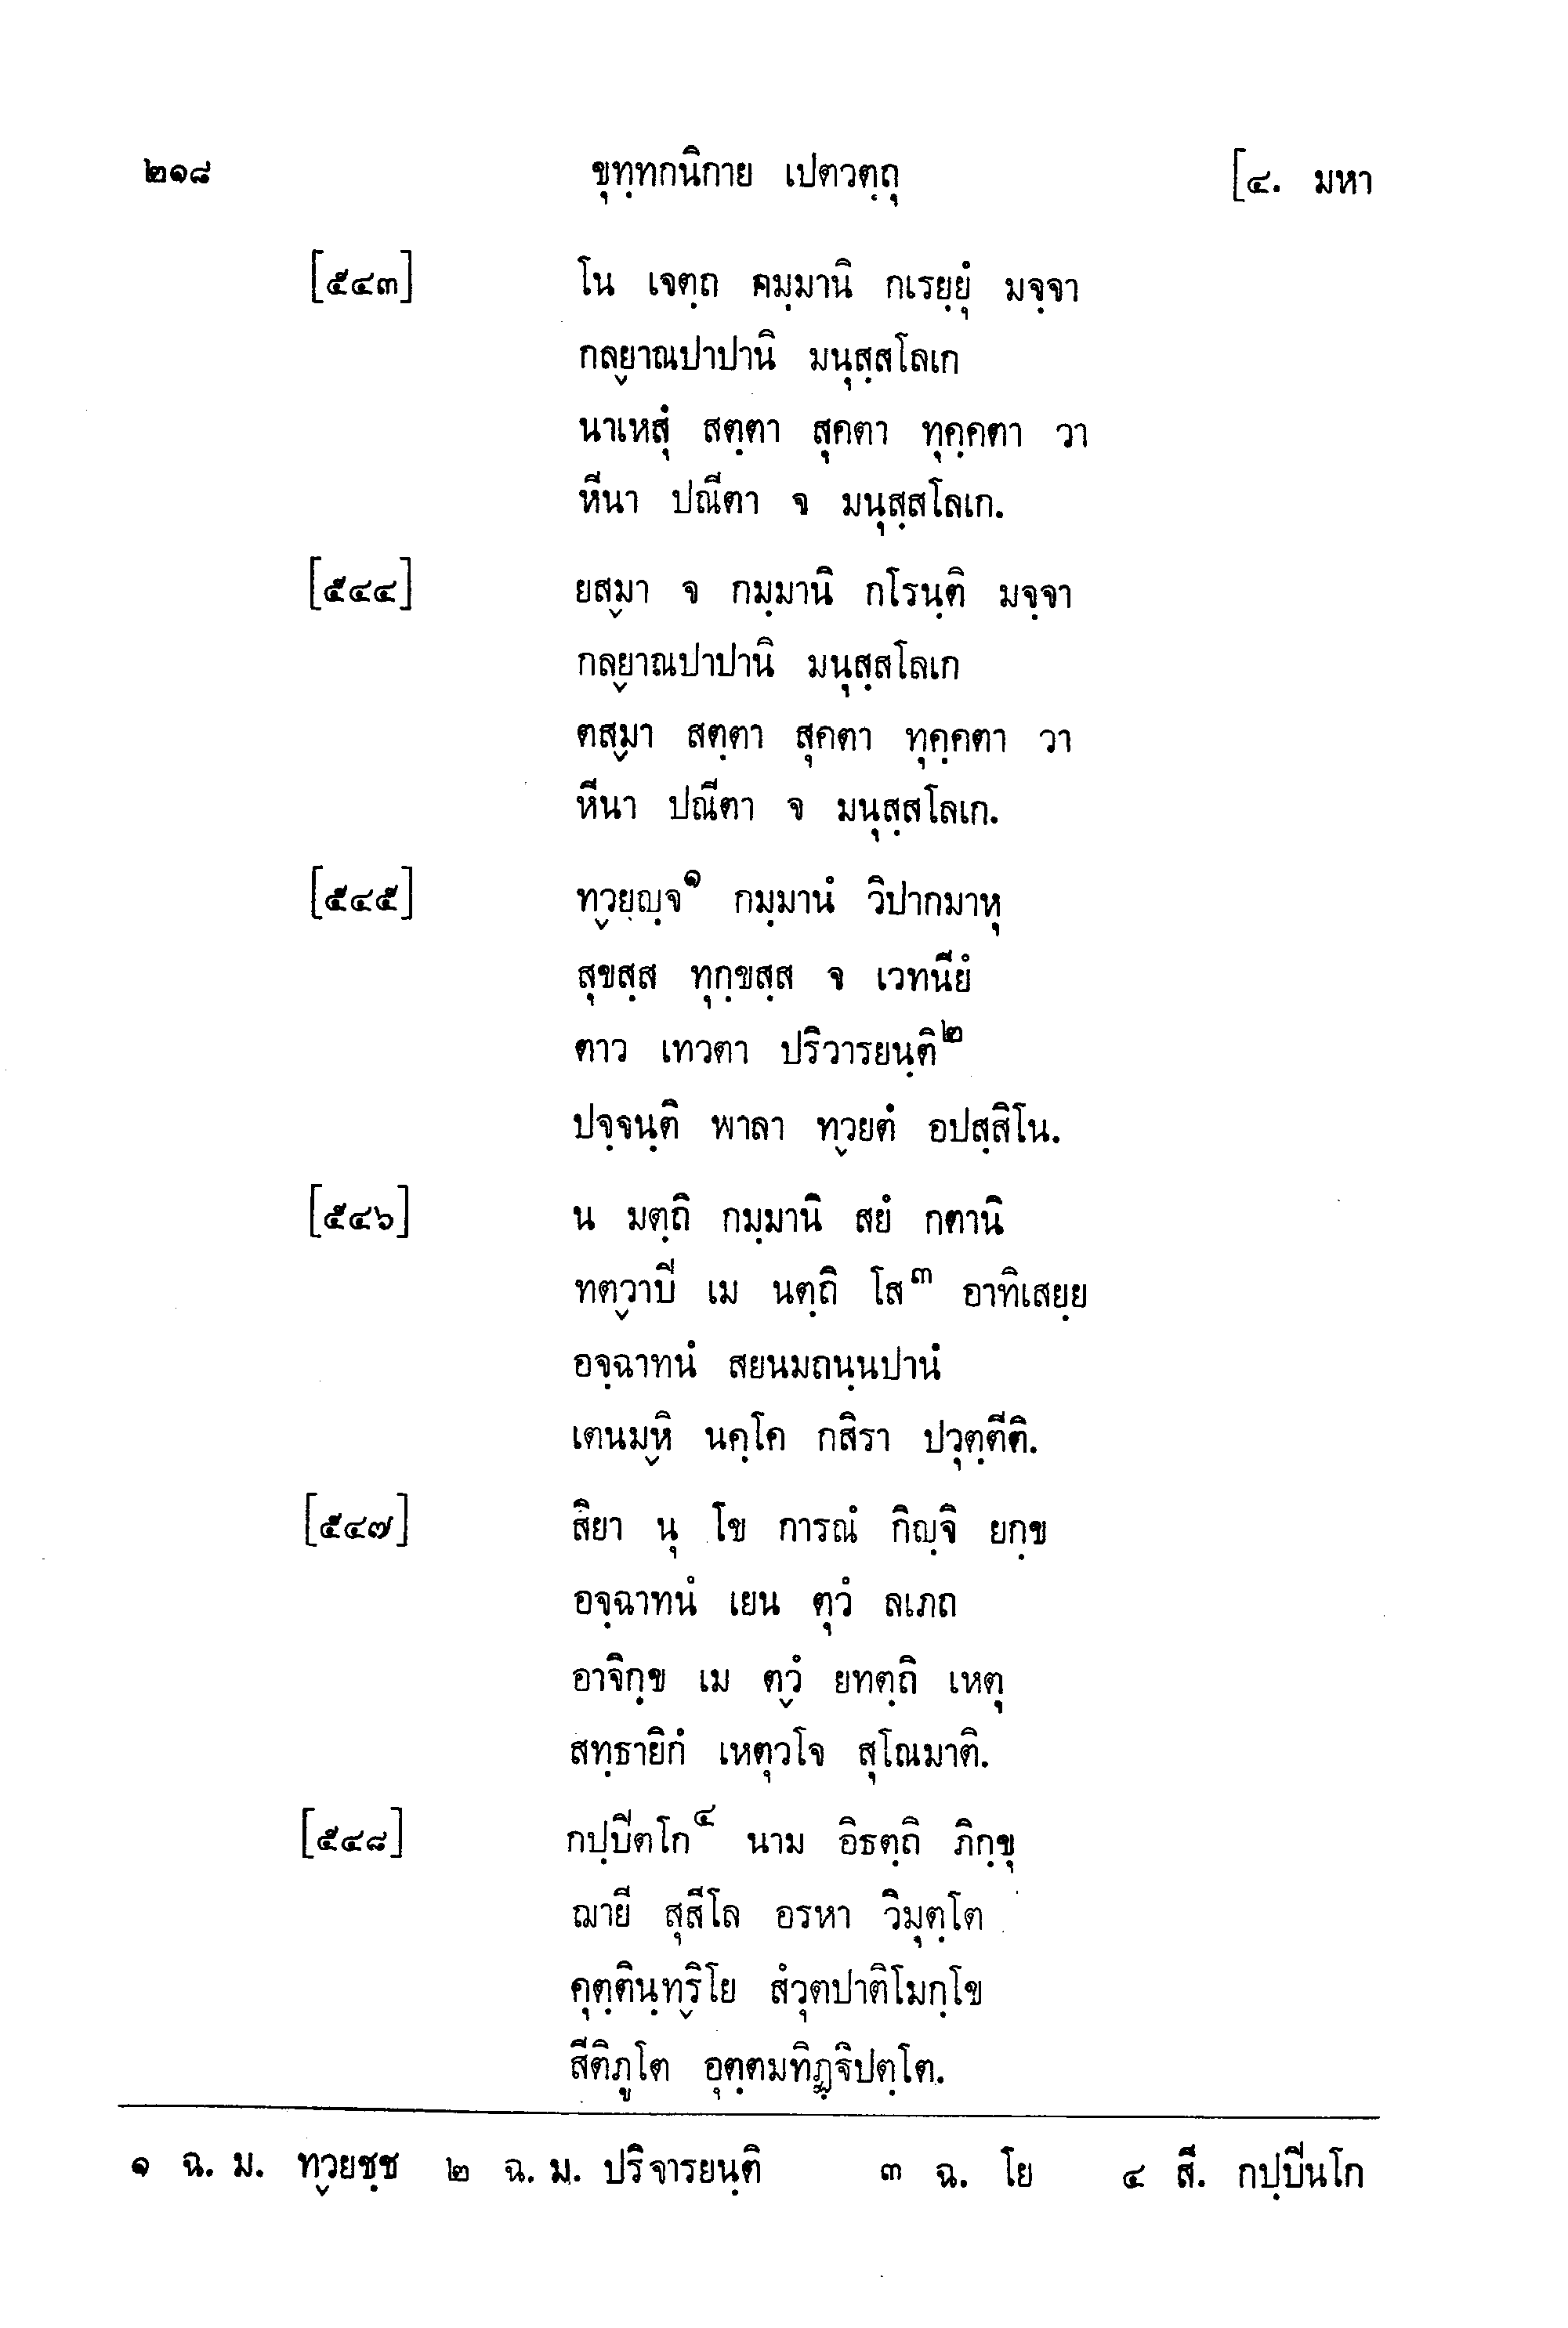 ๒๑๘ ขุทฺทกนิกาย เปตวตฺถุ [๔. มหา
[๕๔๓] โน เจตฺถ คมฺมานิ กเรยฺยุํ มจฺจา
กลฺยาณปาปานิ มนุสฺสโลเก
นาเหสุํ สตฺตา สุคตา ทุคฺคตา วา
หีนา ปณีตา จ มนุสฺสโลเก.
[๕๔๔] ยสฺมา จ กมฺมานิ กโรนฺติ มจฺจา
กลฺยาณปาปานิ มนุสฺสโลเก
ตสฺมา สตฺตา สุคตา ทุคฺคตา วา
หีนา ปณีตา จ มนุสฺสโลเก.
[๕๔๕] ทฺวยญฺจ๑ กมฺมานํ วิปากมาหุ
สุขสฺส ทุกฺขสฺส จ เวทนียํ
ตาว เทวตา ปริวารยนฺติ๒
ปจฺจนฺติ พาลา ทฺวยตํ อปสฺสิโน.
[๕๔๖] น มตฺถิ กมฺมานิ สยํ กตานิ
ทตฺวาปิ เม นตฺถิ โส๓ อาทิเสยฺย
อจฺฉาทนํ สยนมถนฺนปานํ
เตนมฺหิ นคฺโค กสิรา ปวุตฺตีติ.
[๕๔๗] สิยา นุ โข การณํ กิญฺจิ ยกฺข
อจฺฉาทนํ เยน ตุวํ ลเภถ
อาจิกฺข เม ตฺวํ ยทตฺถิ เหตุ
สทฺธายิกํ เหตุวโจ สุโณมาติ.
[๕๔๘] กปฺปิตโก๔ นาม อิธตฺถิ ภิกฺขุ
ฌายี สุสีโล อรหา วิมุตฺโต
คุตฺตินฺทฺริโย สํวุตปาติโมกฺโข
สีติภูโต อุตฺตมทิฏฺฐิปตฺโต.
๑ ฉ. ม. ทฺวยชฺช ๒ ฉ. ม. ปริจารยนฺติ ๓ ฉ. โย ๔ สี. กปฺปินโก